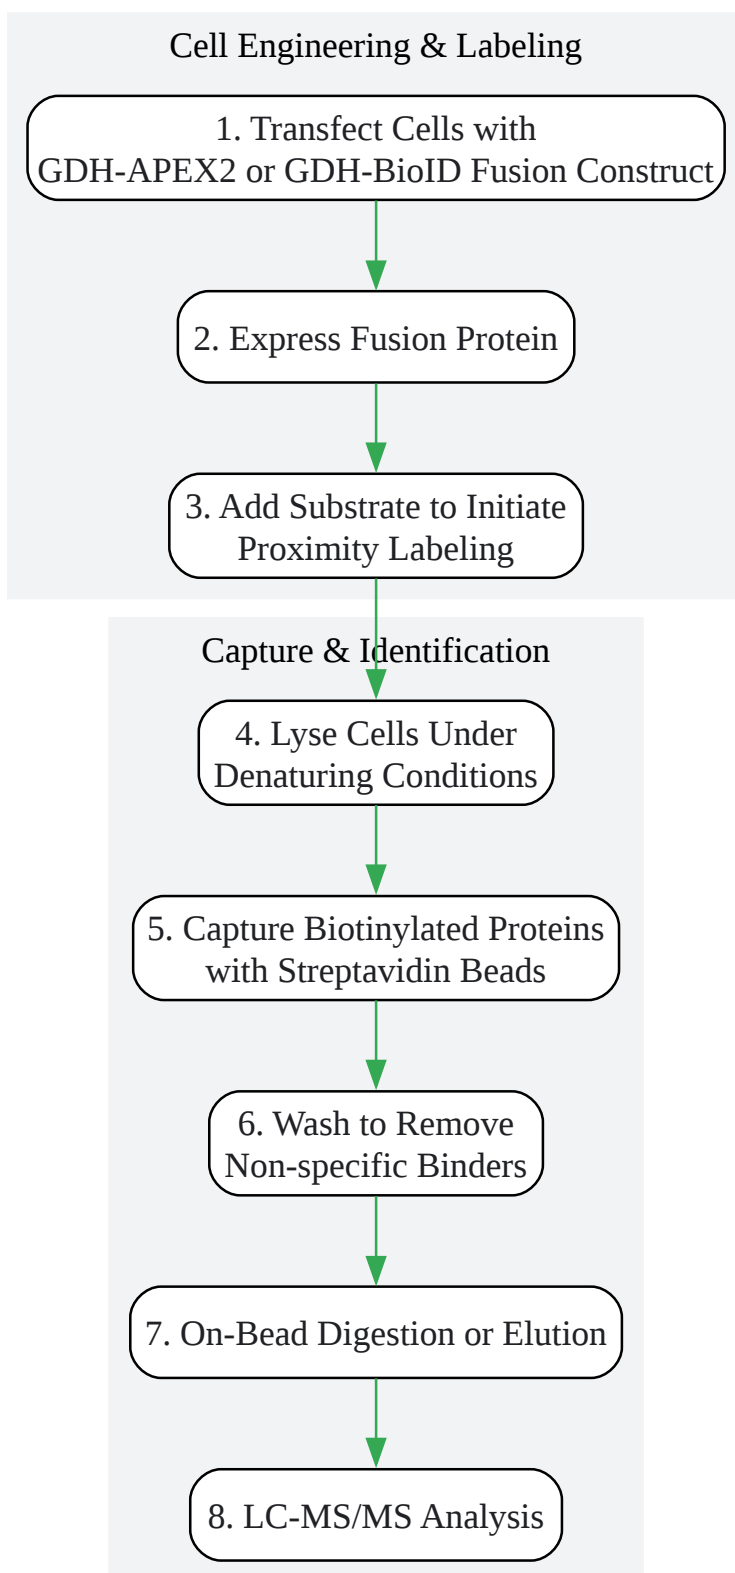 Cell Engineering & Labeling
1. Transfect Cells with
GDH-APEX2 or GDH-BioID Fusion Construct
2. Express Fusion Protein
3. Add Substrate to Initiate
Proximity Labeling
Capture & Identification
4. Lyse Cells Under
Denaturing Conditions
5. Capture Biotinylated Proteins
with Streptavidin Beads
6. Wash to Remove
Non-specific Binders
7. On-Bead Digestion or Elution
8. LC-MS/MS Analysis